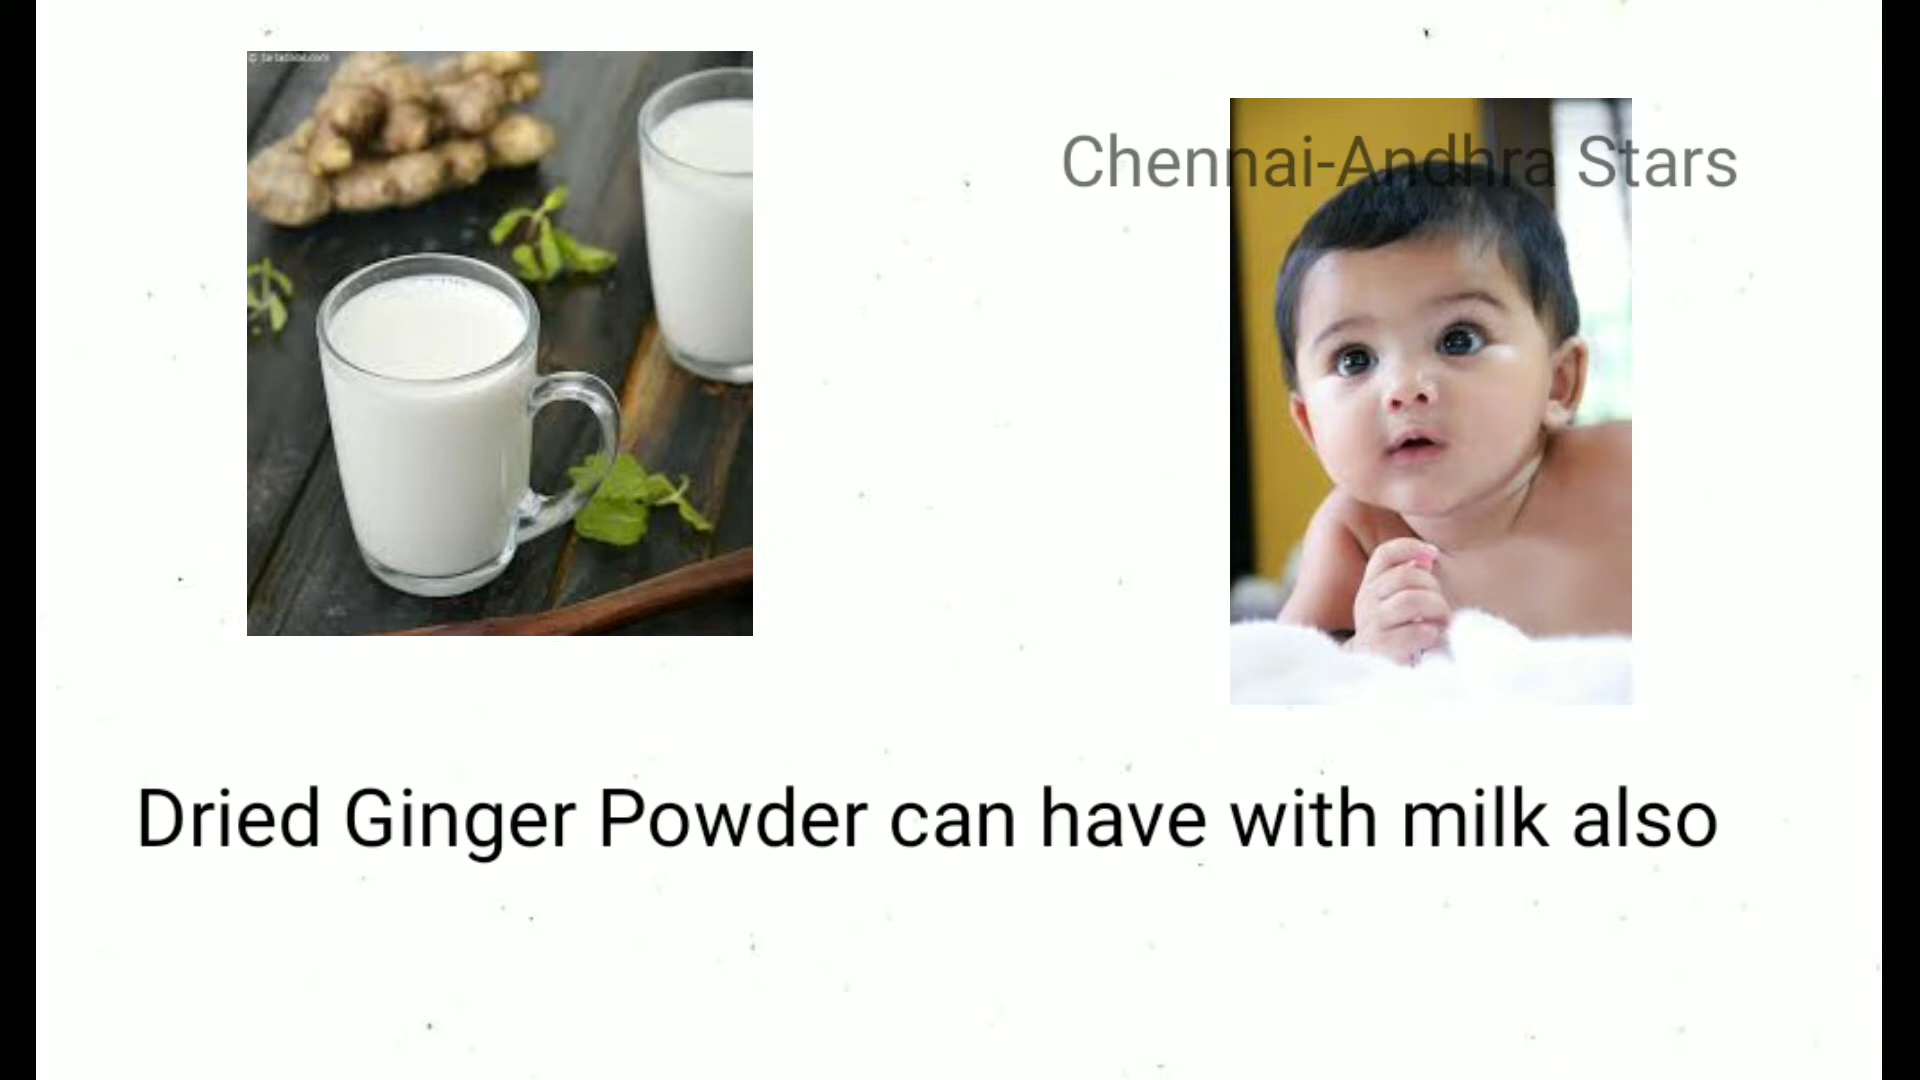 Chennai-Andhra Stars
Dried Ginger Powder can have with milk also